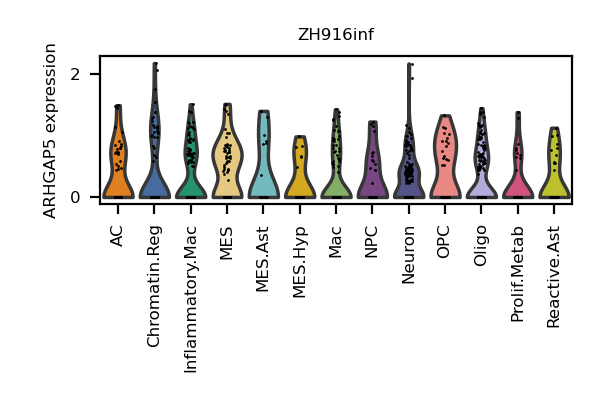 ZH916inf
ARHGAP5 expression
2
0
AC
Chromatin.Reg
Inflammatory.Mac
MES
MES.Ast
MES.Hyp
Mac
NPC
Neuron
OPC
Oligo
Prolif.Metab
Reactive.Ast